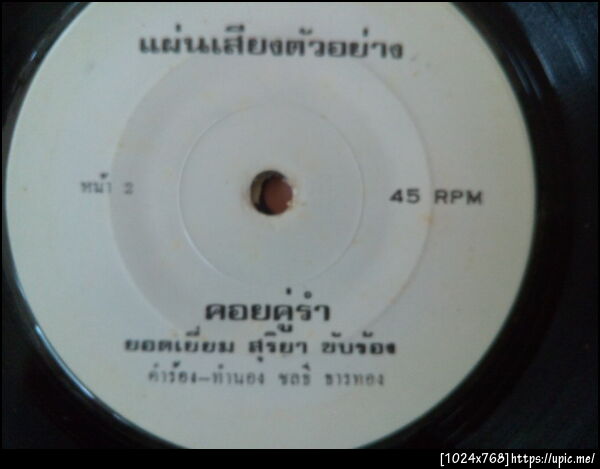 แผ่นเสียงตัวอย่าง
หน้า 2
45 RPM
คอยคู่รำ
ยอดเยี่ยม สุริยา ขับร้อง
คำร้อง-ทำนอง ชลธี ธารทอง
[1024x768]https://upic.me/